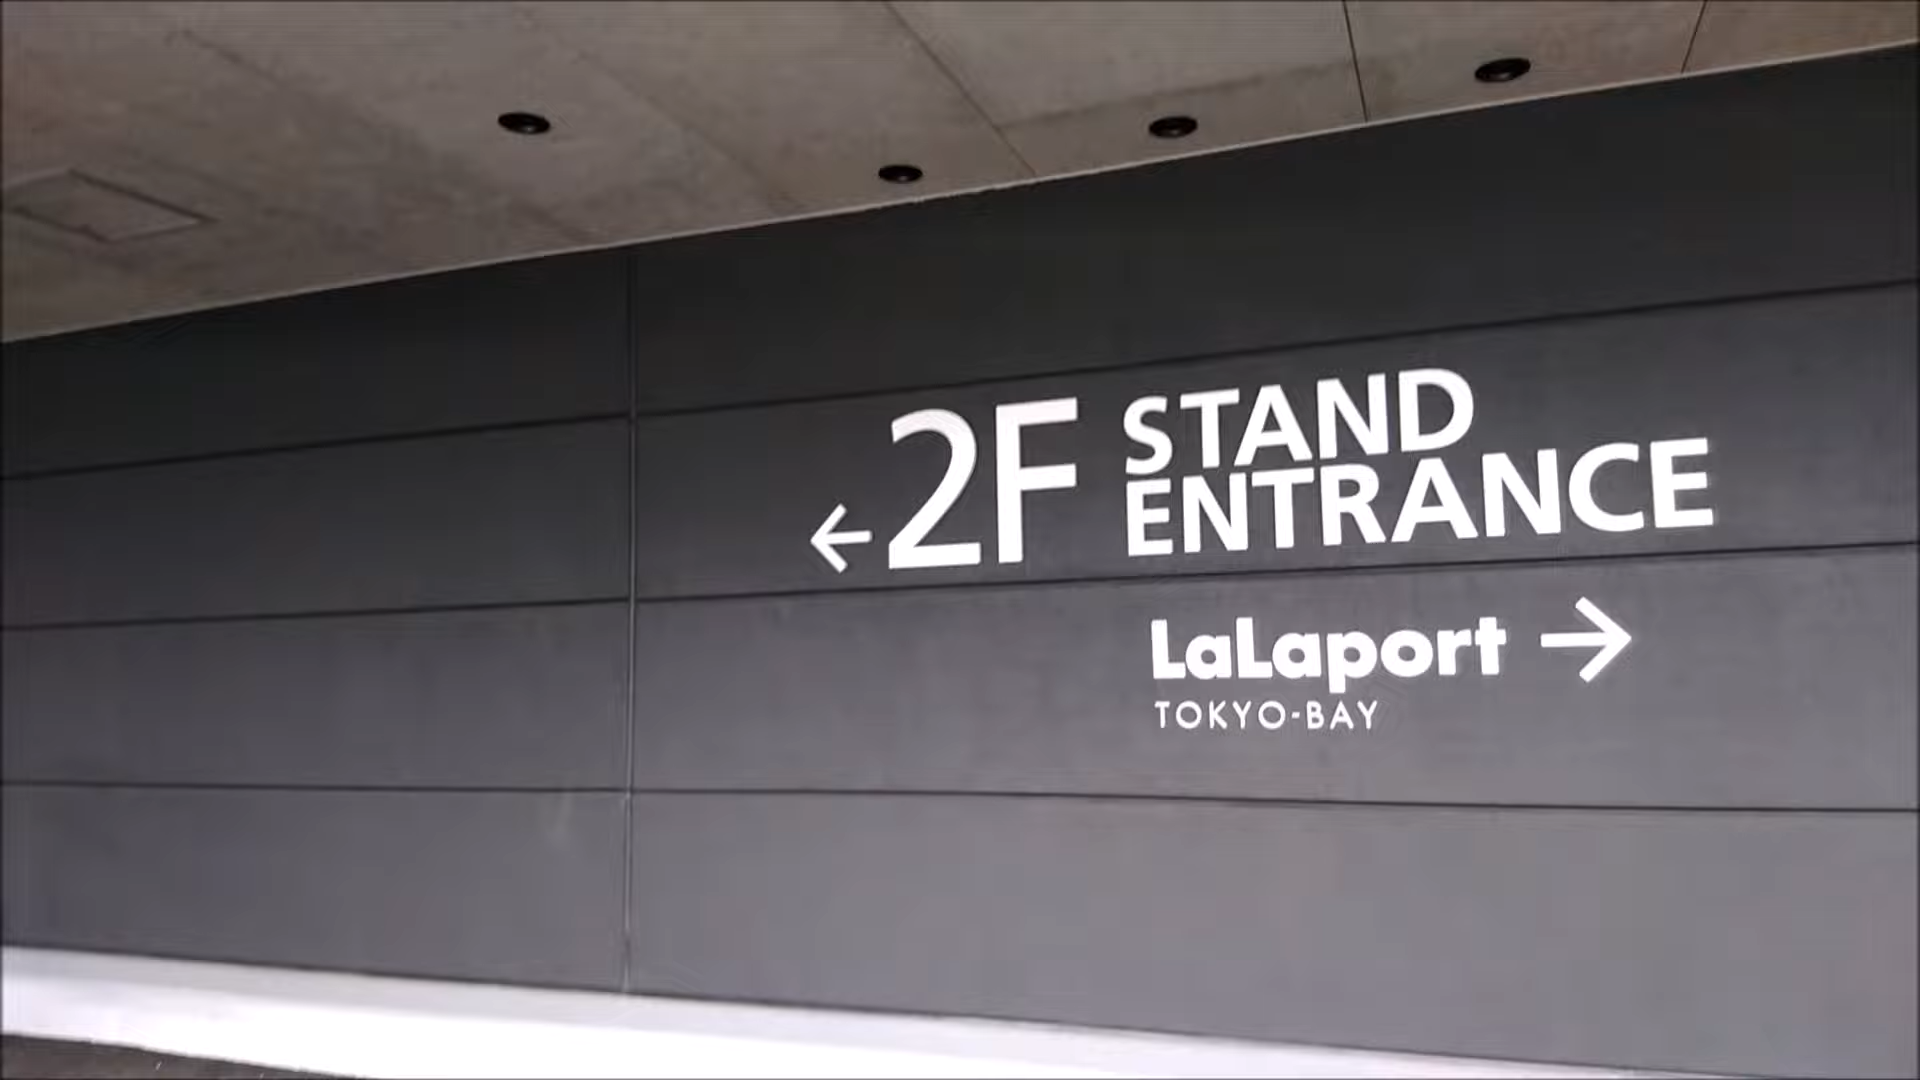 ← 2F STAND
ENTRANCE
LaLaport →
TOKYO-BAY